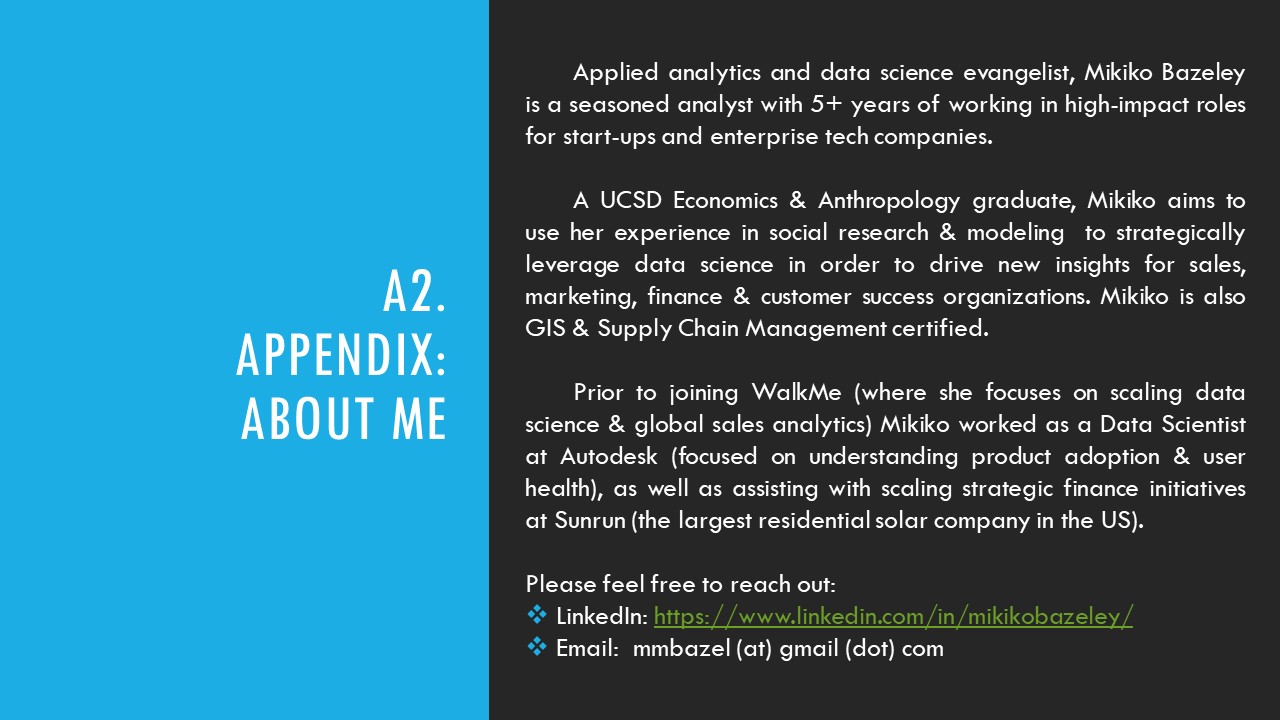 A2.
APPENDIX:
ABOUT ME
Applied analytics and data science evangelist, Mikiko Bazeley
is a seasoned analyst with 5+ years of working in high-impact roles
for start-ups and enterprise tech companies.
A UCSD Economics & Anthropology graduate, Mikiko aims to
use her experience in social research & modeling to strategically
leverage data science in order to drive new insights for sales,
marketing, finance & customer success organizations. Mikiko is also
GIS & Supply Chain Management certified.
Prior to joining WalkMe (where she focuses on scaling data
science & global sales analytics) Mikiko worked as a Data Scientist
at Autodesk (focused on understanding product adoption & user
health), as well as assisting with scaling strategic finance initiatives
at Sunrun (the largest residential solar company in the US).
Please feel free to reach out:
❖ LinkedIn: https://www.linkedin.com/in/mikikobazeley/
❖ Email: mmbazel (at) gmail (dot) com